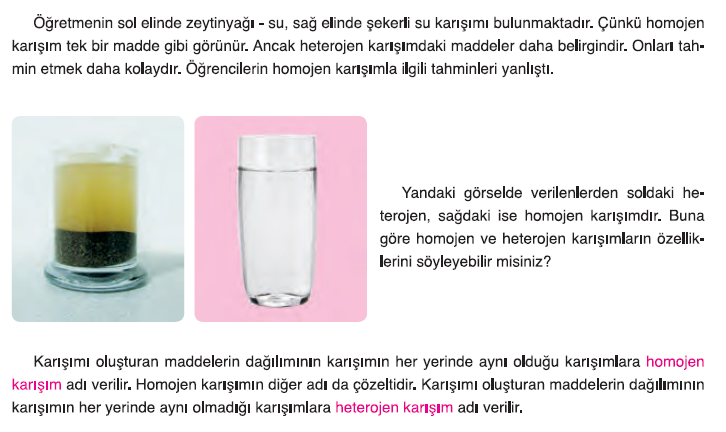 Öğretmenin sol elinde zeytinyağı - su, sağ elinde şekerli su karışımı bulunmaktadır. Çünkü homojen
karışım tek bir madde gibi görünür. Ancak heterojen karışımdaki maddeler daha belirgindir. Onları tah-
min etmek daha kolaydır. Öğrencilerin homojen karışımla ilgili tahminleri yanlıştı.
Yandaki görselde verilenlerden soldaki he-
terojen, sağdaki ise homojen karışımdır. Buna
göre homojen ve heterojen karışımların özellik-
lerini söyleyebilir misiniz?
Karışımı oluşturan maddelerin dağılımının karışımın her yerinde aynı olduğu karışımlara homojen
karışım adı verilir. Homojen karışımın diğer adı da çözeltidir. Karışımı oluşturan maddelerin dağılımının
karışımın her yerinde aynı olmadığı karışımlara heterojen karışım adı verilir.